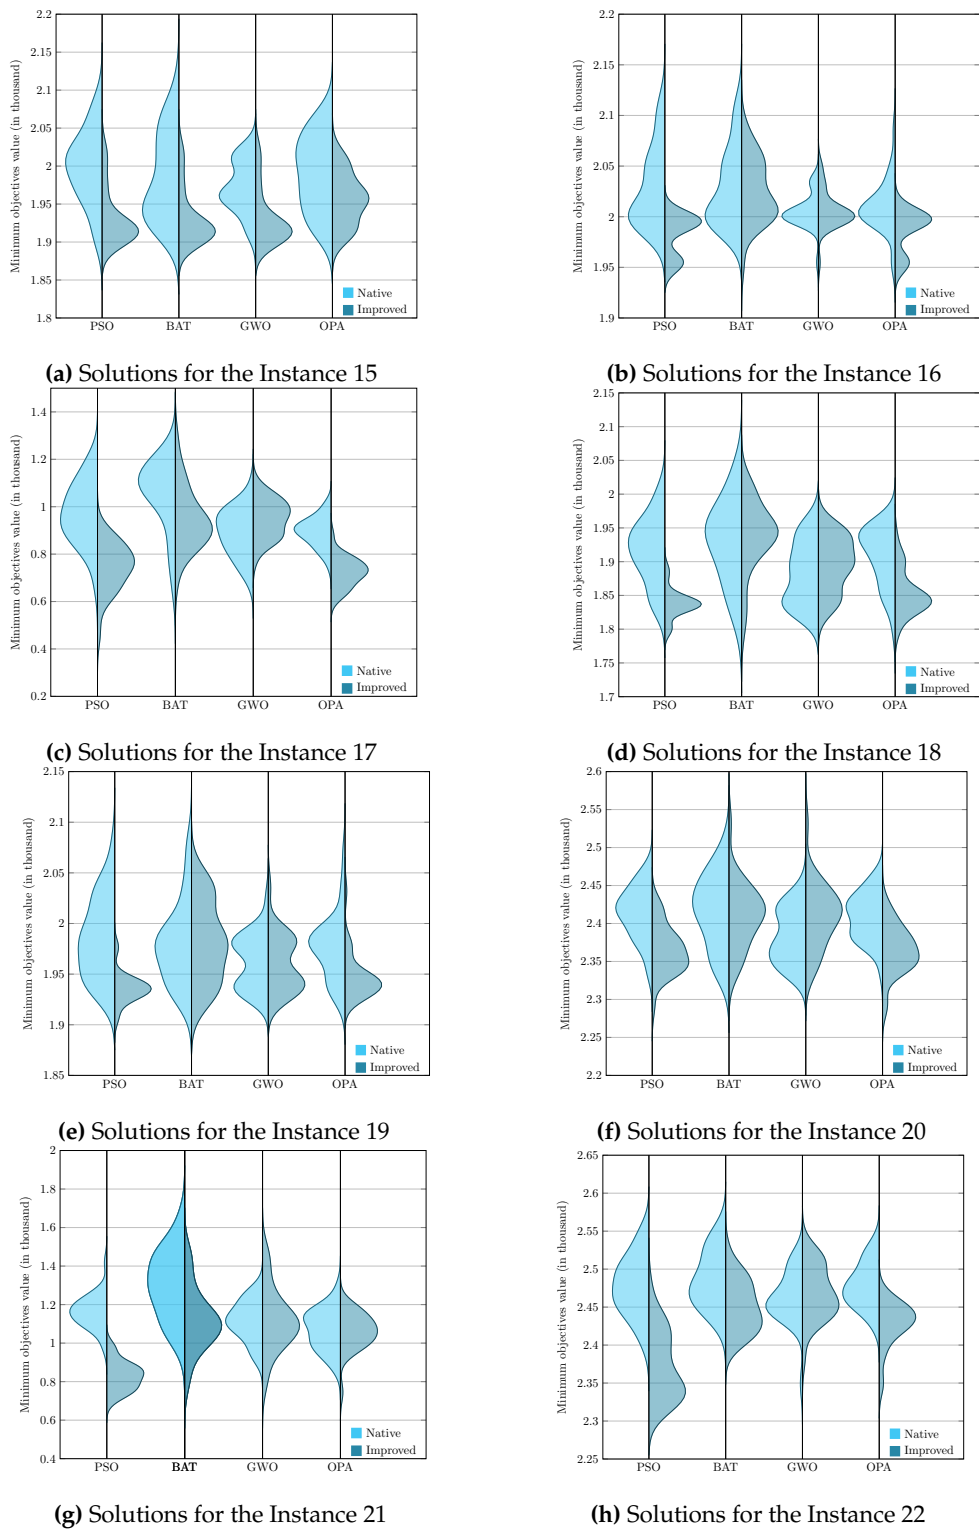 Minimum objectives value (in thousand)
2.2
2.15
2.1
2.05
2
1.95
1.9
1.85
1.8
PSO BAT GWO OPA
Native
Improved
(a) Solutions for the Instance 15
Minimum objectives value (in thousand)
2.2
2.15
2.1
2.05
2
1.95
1.9
PSO BAT GWO OPA
Native
Improved
(b) Solutions for the Instance 16
Minimum objectives value (in thousand)
1.4
1.2
1
0.8
0.6
0.4
0.2
PSO BAT GWO OPA
Native
Improved
(c) Solutions for the Instance 17
Minimum objectives value (in thousand)
2.15
2.1
2.05
2
1.95
1.9
1.85
1.8
1.75
1.7
PSO BAT GWO OPA
Native
Improved
(d) Solutions for the Instance 18
Minimum objectives value (in thousand)
2.15
2.1
2.05
2
1.95
1.9
1.85
PSO BAT GWO OPA
Native
Improved
(e) Solutions for the Instance 19
Minimum objectives value (in thousand)
2.6
2.55
2.5
2.45
2.4
2.35
2.3
2.25
2.2
PSO BAT GWO OPA
Native
Improved
(f) Solutions for the Instance 20
Minimum objectives value (in thousand)
2
1.8
1.6
1.4
1.2
1
0.8
0.6
0.4
PSO BAT GWO OPA
Native
Improved
(g) Solutions for the Instance 21
Minimum objectives value (in thousand)
2.65
2.6
2.55
2.5
2.45
2.4
2.35
2.3
2.25
PSO BAT GWO OPA
Native
Improved
(h) Solutions for the Instance 22